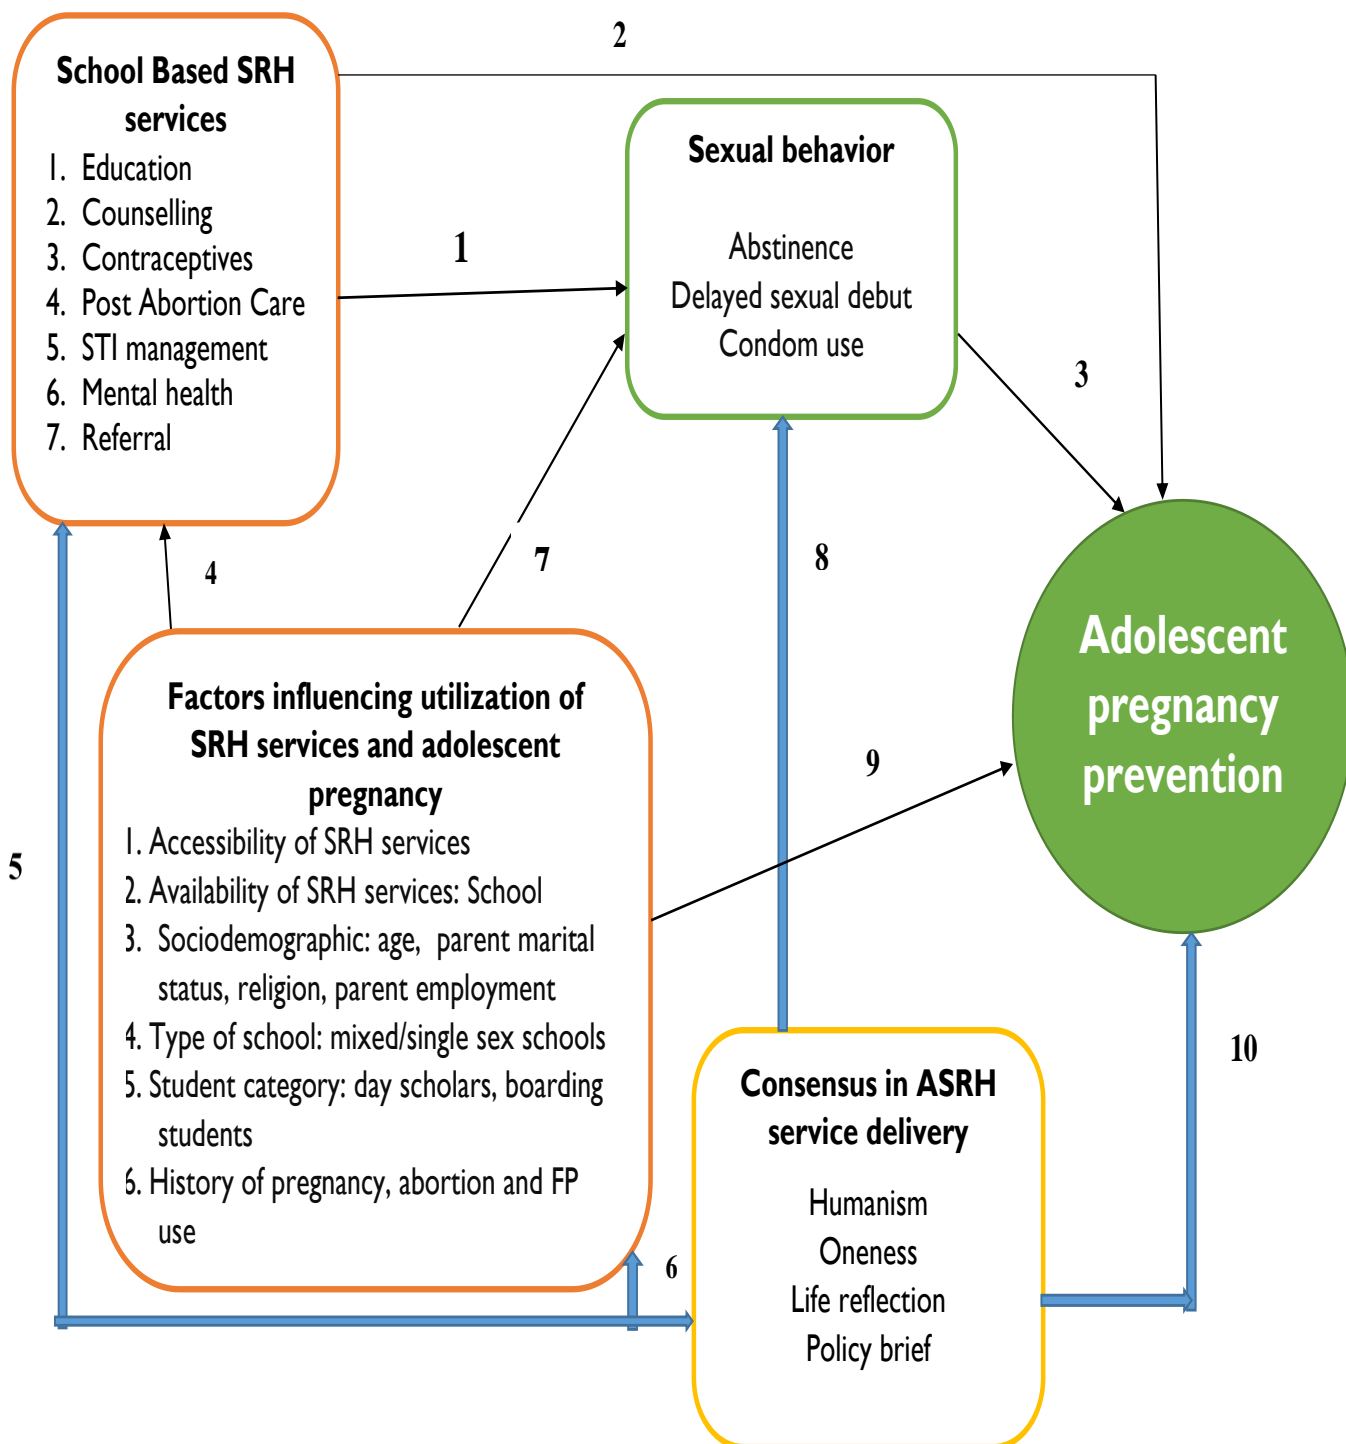 2
School Based SRH
services
1. Education
2. Counselling
3. Contraceptives
4. Post Abortion Care
5. STI management
6. Mental health
7. Referral
1
Sexual behavior
Abstinence
Delayed sexual debut
Condom use
3
4
7
8
Factors influencing utilization of
SRH services and adolescent
pregnancy
1. Accessibility of SRH services
2. Availability of SRH services: School
3. Sociodemographic: age, parent marital
status, religion, parent employment
4. Type of school: mixed/single sex schools
5. Student category: day scholars, boarding
students
6. History of pregnancy, abortion and FP
use
5
9
Adolescent
pregnancy
prevention
6
Consensus in ASRH
service delivery
Humanism
Oneness
Life reflection
Policy brief
10